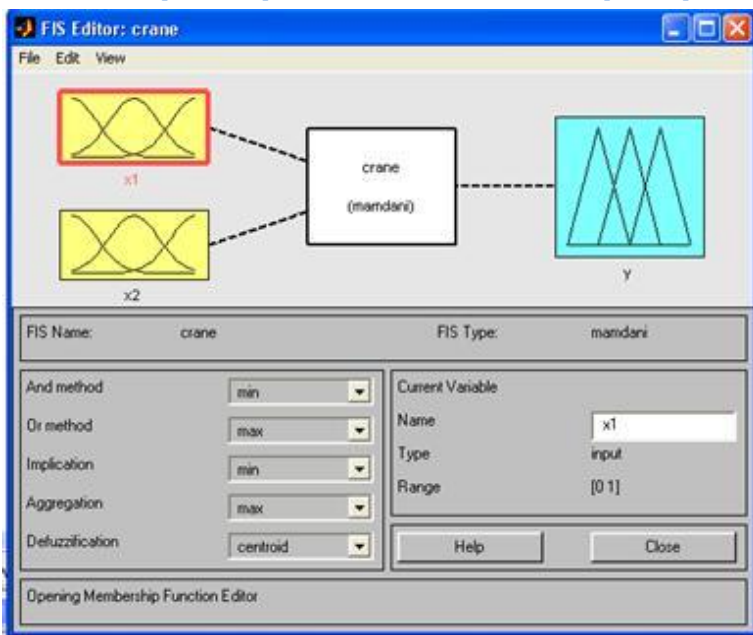 FIS Editor: crane
File Edit View
x1
crane
(mamdani)
x2
y
FIS Name: crane
FIS Type: mamdani
And method min
Or method max
Implication min
Aggregation max
Defuzzification centroid
Current Variable
Name x1
Type input
Range [0 1]
Help Close
Opening Membership Function Editor